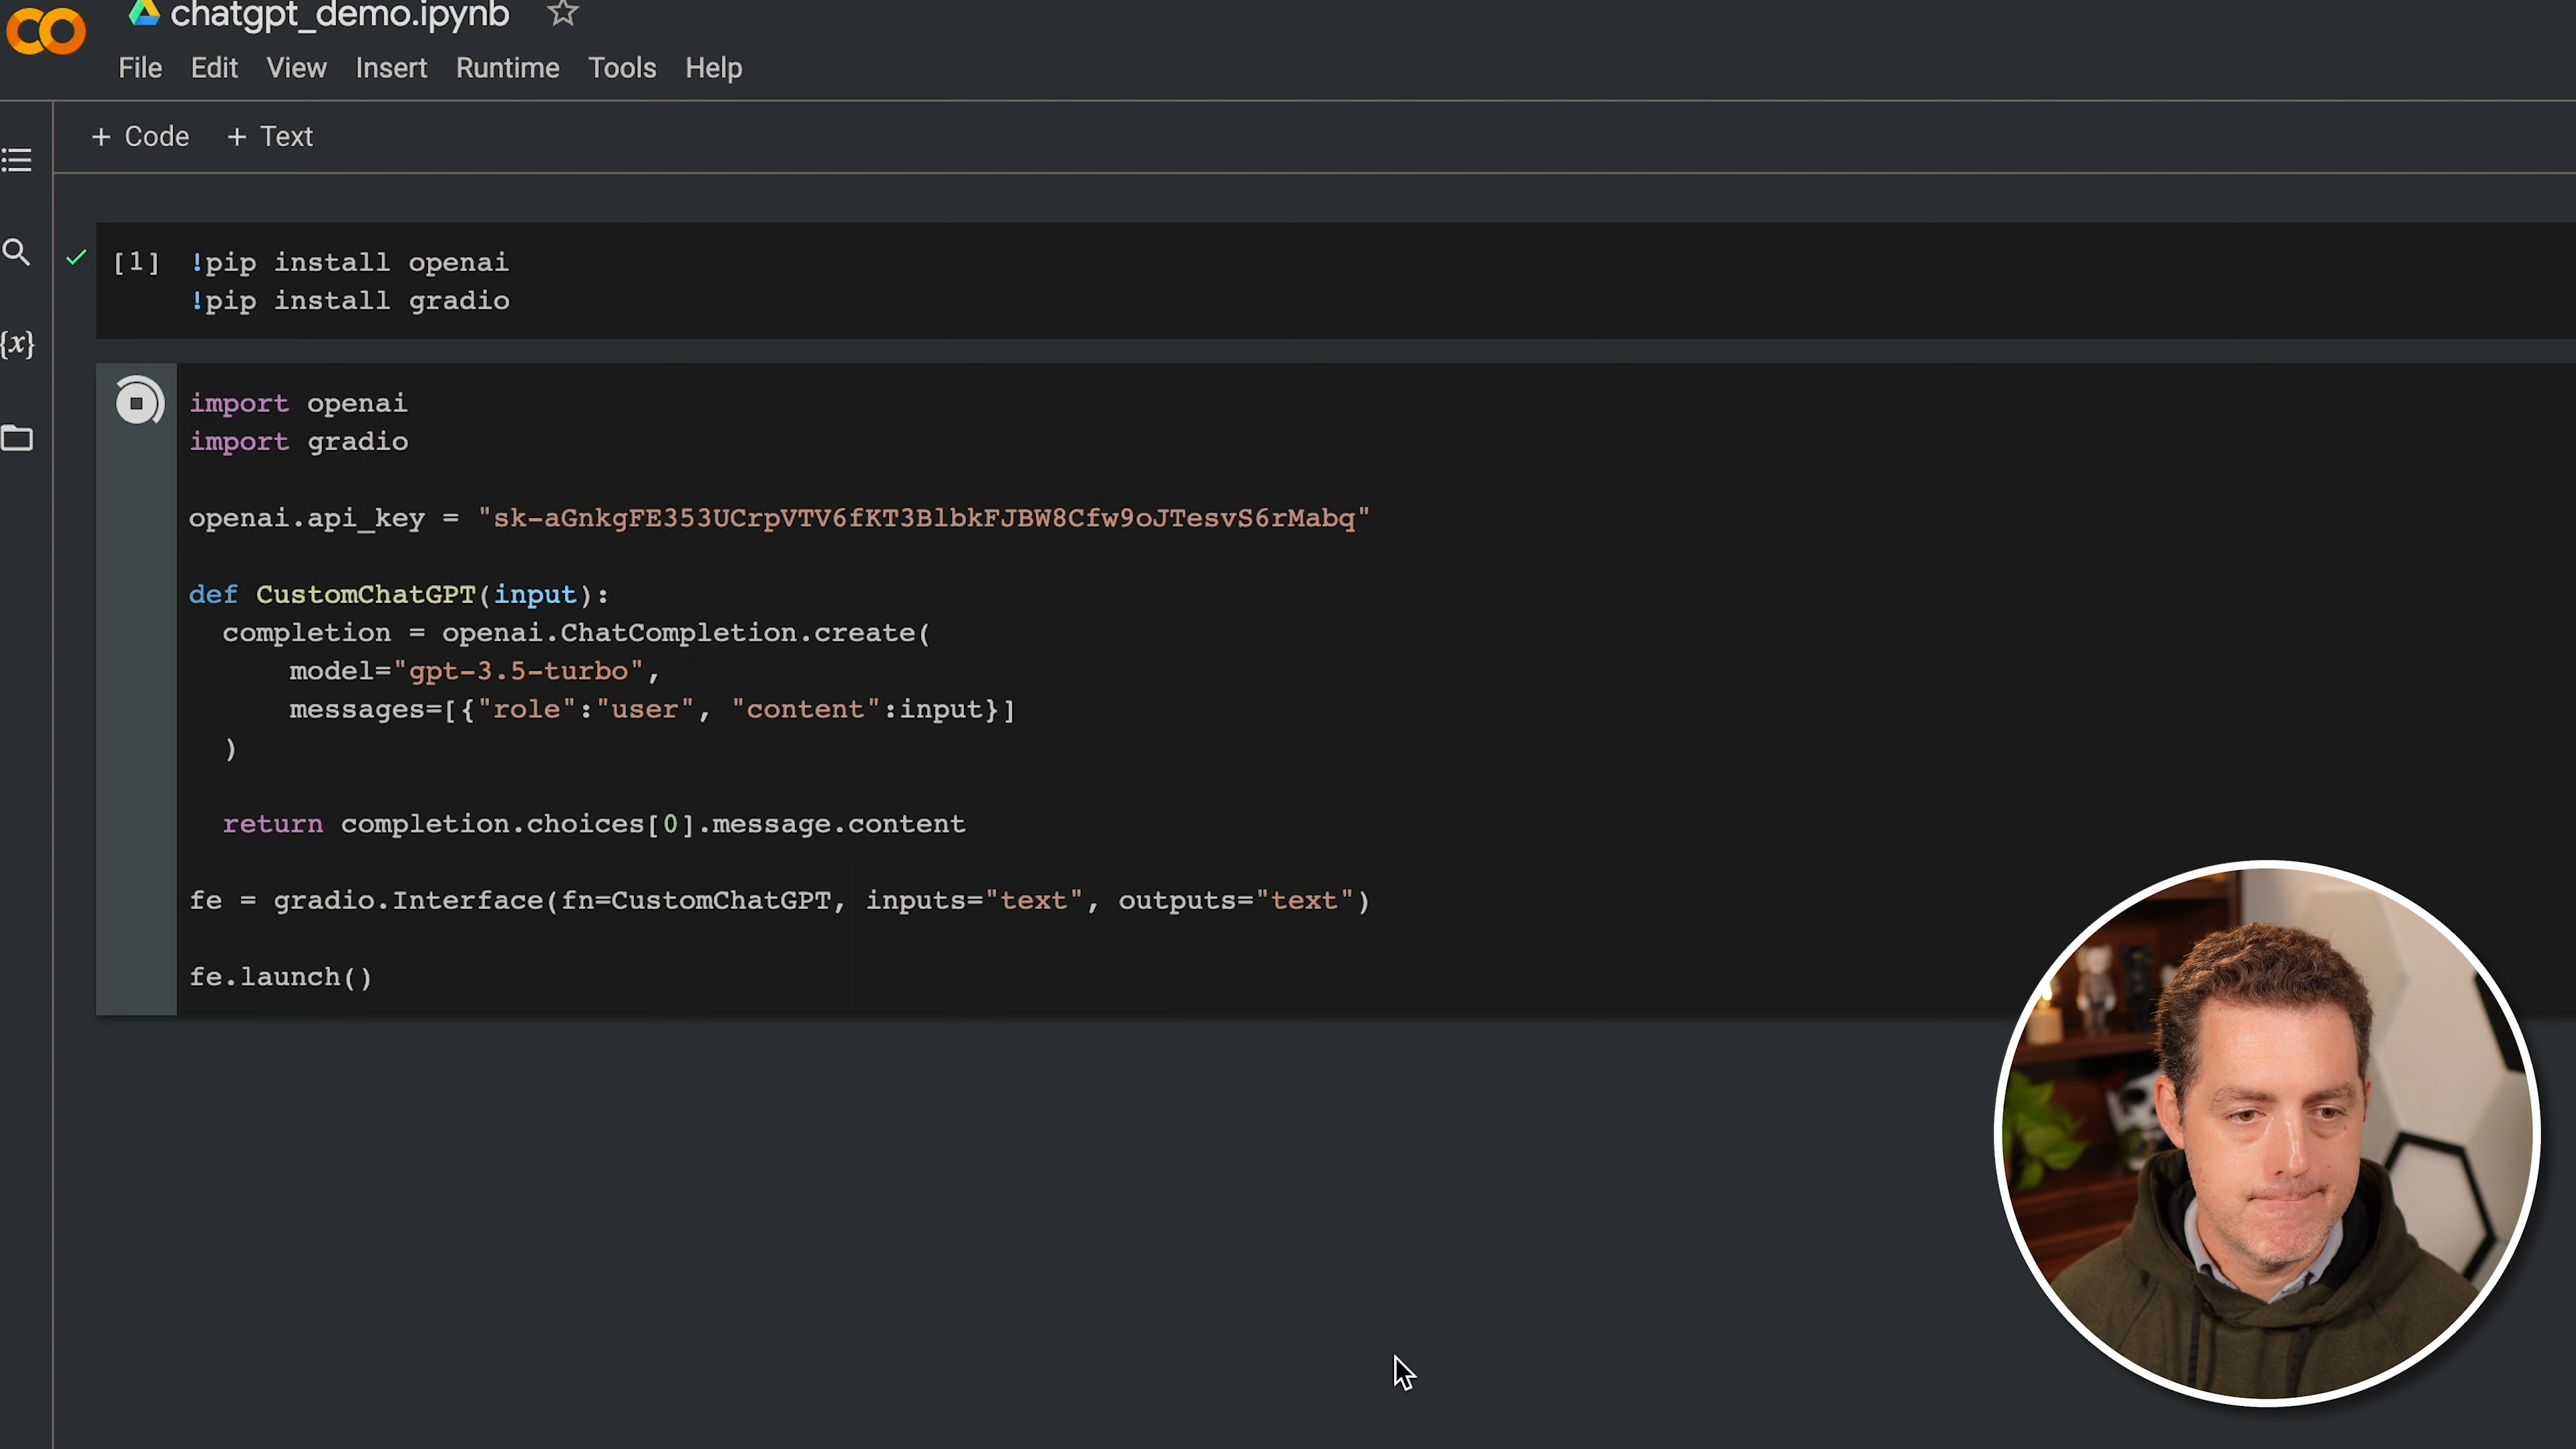 chatgpt_demo.ipynb
File Edit View Insert Runtime Tools Help
+ Code + Text
[1] !pip install openai
!pip install gradio
{x}
import openai
import gradio
openai.api_key = "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"
def CustomChatGPT(input):
completion = openai.ChatCompletion.create(
model="gpt-3.5-turbo",
messages=[{"role":"user", "content":input}]
)
return completion.choices[0].message.content
fe = gradio.Interface(fn=CustomChatGPT, inputs="text", outputs="text")
fe.launch()